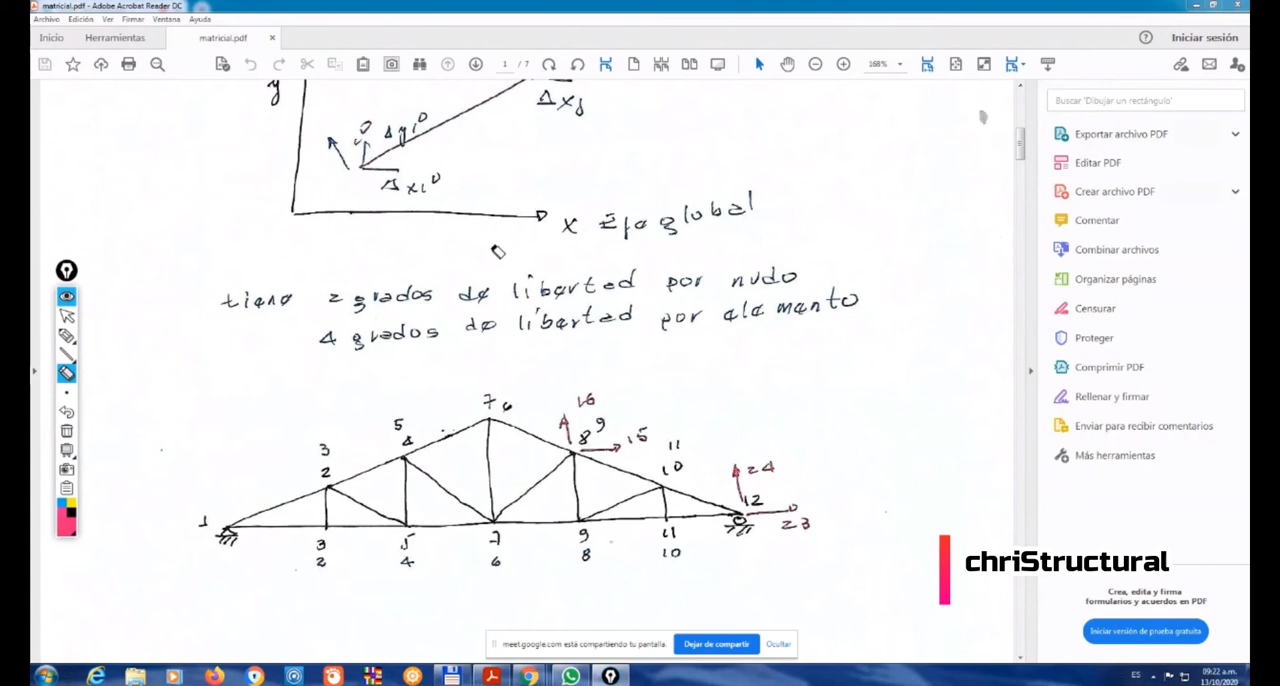 matricial.pdf - Adobe Acrobat Reader DC
Archivo Edición Ver Firmar Ventana Ayuda
Inicio Herramientas matricial.pdf × Iniciar sesión
1 / 7 168%
y
Δxj
Δyi
Δxi
x Eje global
tiene 2 grados de libertad por nudo
4 grados de libertad por elemento
7 6 16
5 8 9 15
3 11
2 10 24
1 12
23
3 5 7 9 11
2 4 6 8 10
Buscar 'Dibujar un rectángulo'
Exportar archivo PDF
Editar PDF
Crear archivo PDF
Comentar
Combinar archivos
Organizar páginas
Censurar
Proteger
Comprimir PDF
Rellenar y firmar
Enviar para recibir comentarios
Más herramientas
chriStructural
Crea, edita y firma
formularios y acuerdos en PDF
Iniciar versión de prueba gratuita
meet.google.com está compartiendo tu pantalla. Dejar de compartir Ocultar
ES 09:22 a.m.
13/10/2020